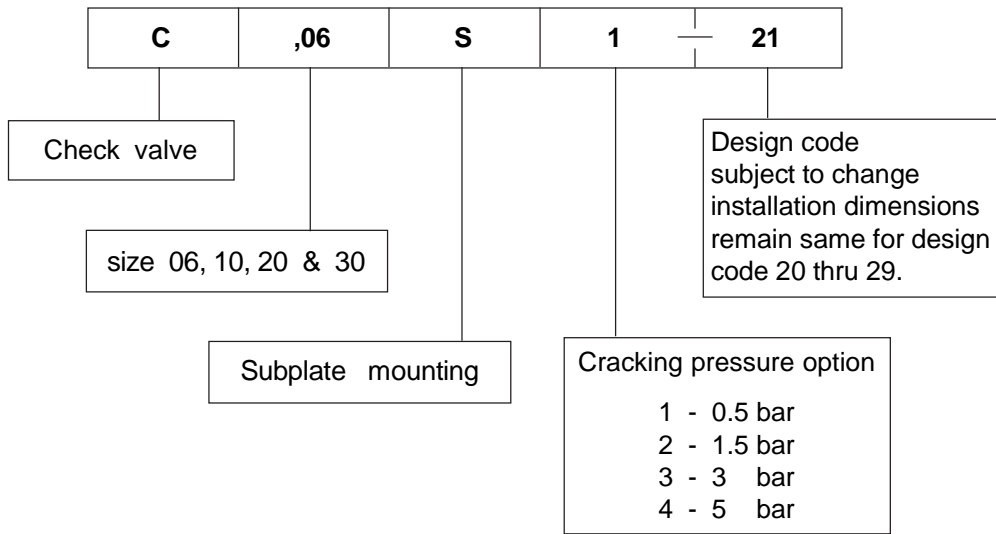 C ,06 S 1 — 21
Check valve
size 06, 10, 20 & 30
Subplate mounting
Cracking pressure option
1 - 0.5 bar
2 - 1.5 bar
3 - 3 bar
4 - 5 bar
Design code
subject to change
installation dimensions
remain same for design
code 20 thru 29.